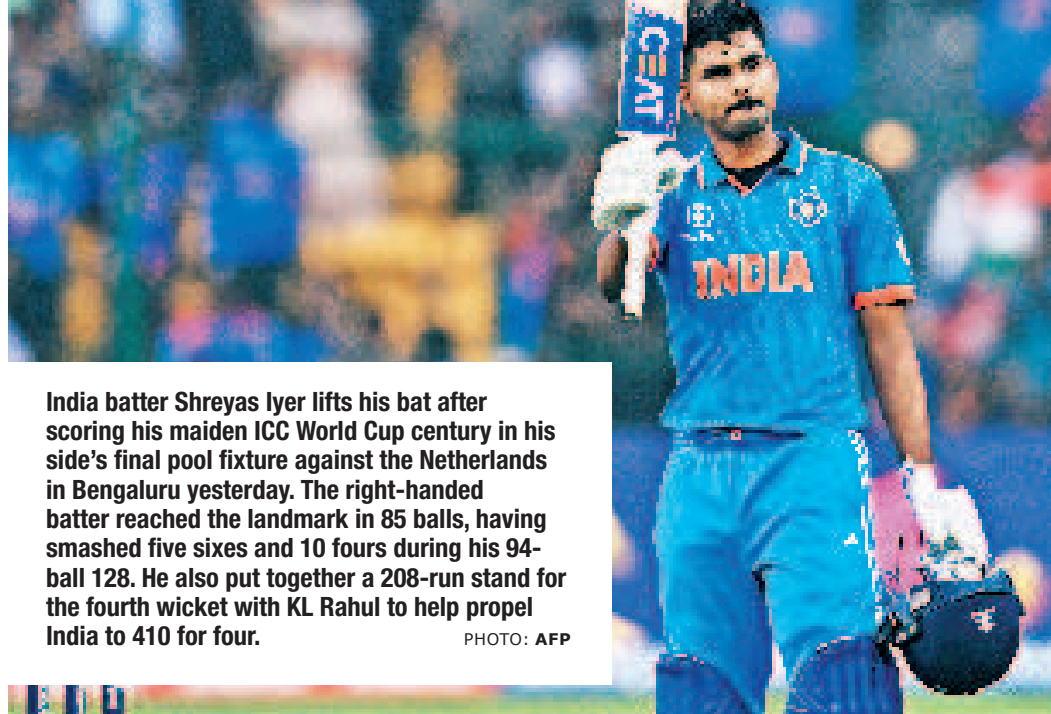 CEAT
INDIA
India batter Shreyas Iyer lifts his bat after
scoring his maiden ICC World Cup century in his
side's final pool fixture against the Netherlands
in Bengaluru yesterday. The right-handed
batter reached the landmark in 85 balls, having
smashed five sixes and 10 fours during his 94-
ball 128. He also put together a 208-run stand for
the fourth wicket with KL Rahul to help propel
India to 410 for four. PHOTO: AFP